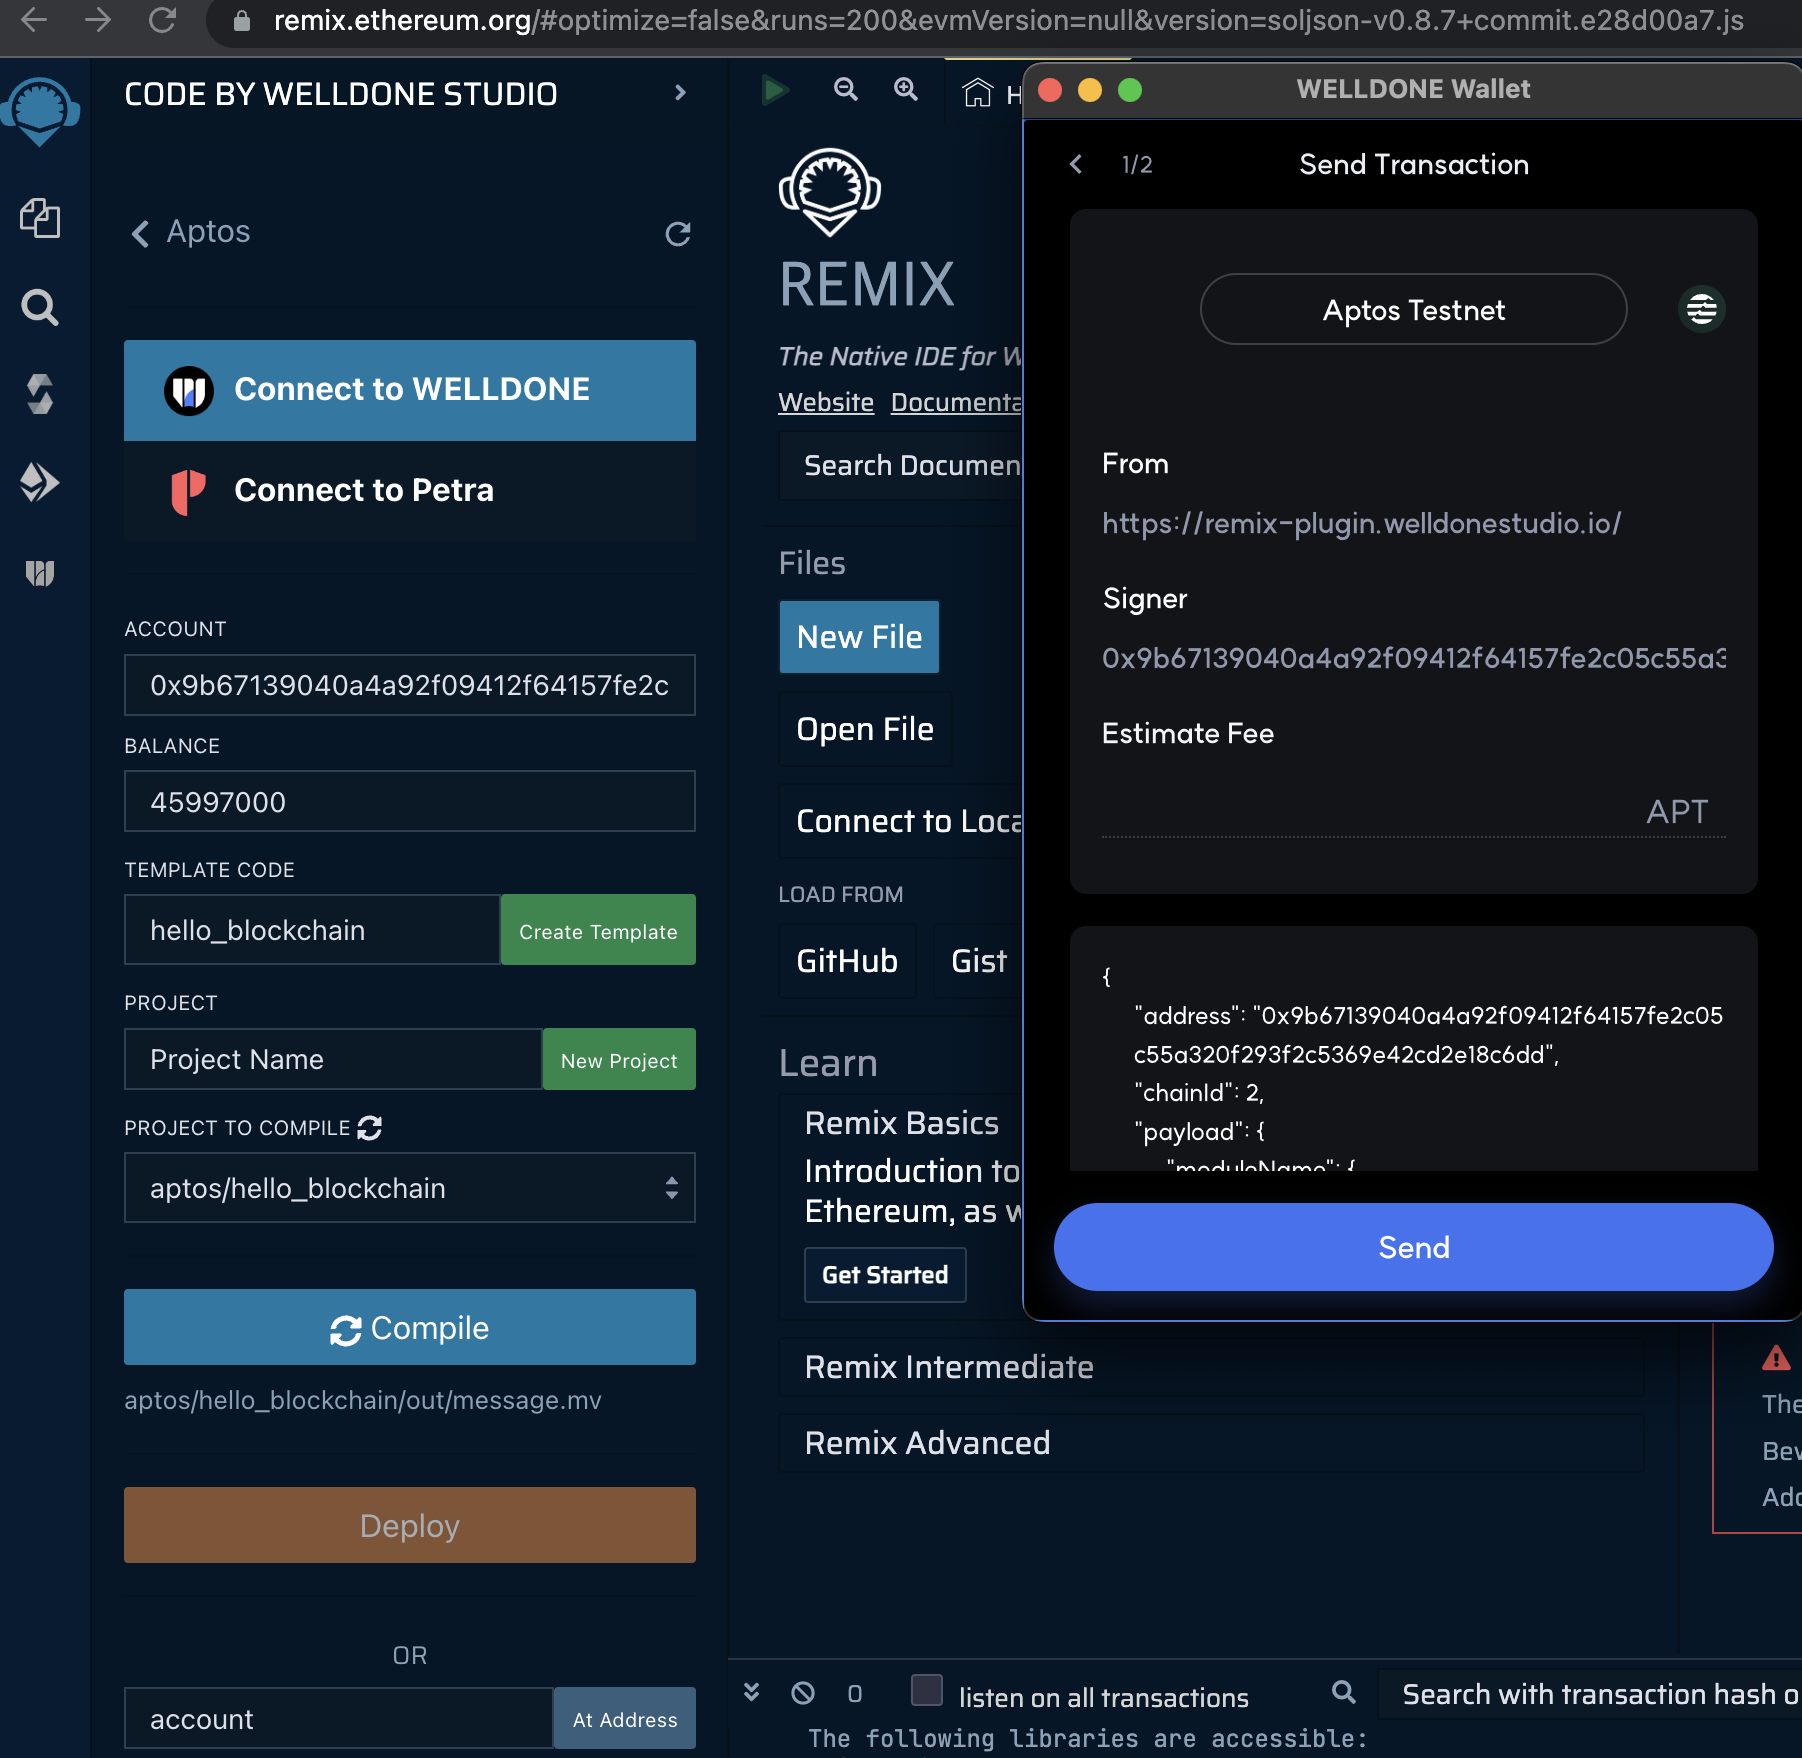 remix.ethereum.org/#optimize=false&runs=200&evmVersion=null&version=soljson-v0.8.7+commit.e28d00a7.js
CODE BY WELLDONE STUDIO
Aptos
Connect to WELLDONE
Connect to Petra
ACCOUNT
0x9b67139040a4a92f09412f64157fe2c
BALANCE
45997000
TEMPLATE CODE
hello_blockchain
Create Template
PROJECT
Project Name
New Project
PROJECT TO COMPILE
aptos/hello_blockchain
Compile
aptos/hello_blockchain/out/message.mv
Deploy
OR
account
At Address
H
REMIX
The Native IDE for W
Website Documenta
Search Documen
Files
New File
Open File
Connect to Loca
LOAD FROM
GitHub
Gist
Learn
Remix Basics
Introduction to
Ethereum, as w
Get Started
Remix Intermediate
Remix Advanced
The
Bew
Add
0
listen on all transactions
Search with transaction hash o
The following libraries are accessible:
WELLDONE Wallet
1/2
Send Transaction
Aptos Testnet
From
https://remix-plugin.welldonestudio.io/
Signer
0x9b67139040a4a92f09412f64157fe2c05c55a3
Estimate Fee
APT
{
"address": "0x9b67139040a4a92f09412f64157fe2c05
c55a320f293f2c5369e42cd2e18c6dd",
"chainId": 2,
"payload": {
"moduleName": {
Send